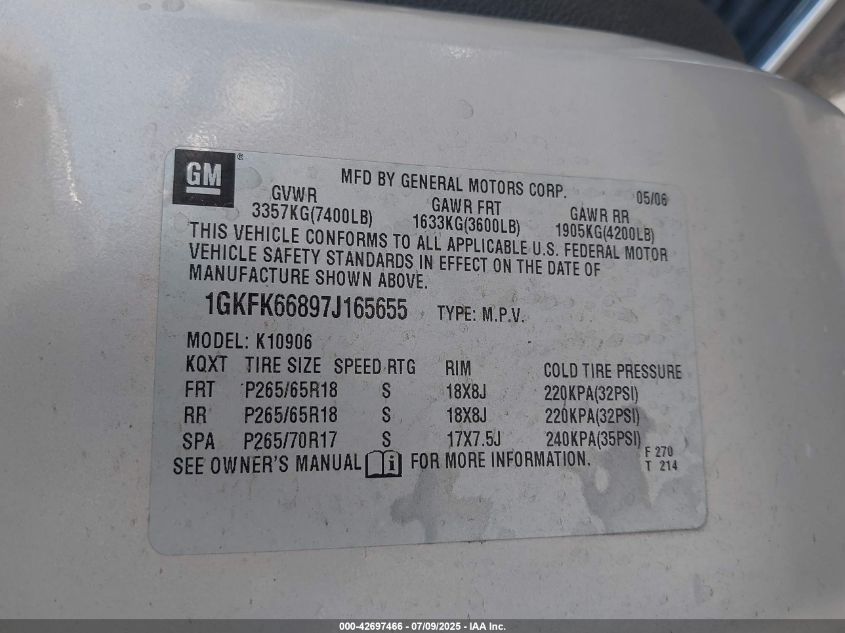 GM ®
MFD BY GENERAL MOTORS CORP. 05/06
GVWR GAWR FRT GAWR RR
3357KG(7400LB) 1633KG(3600LB) 1905KG(4200LB)
THIS VEHICLE CONFORMS TO ALL APPLICABLE U.S. FEDERAL MOTOR
VEHICLE SAFETY STANDARDS IN EFFECT ON THE DATE OF
MANUFACTURE SHOWN ABOVE.
1GKFK66897J165655 TYPE: M.P.V.
MODEL: K10906
KQXT TIRE SIZE SPEED RTG RIM COLD TIRE PRESSURE
FRT P265/65R18 S 18X8J 220KPA(32PSI)
RR P265/65R18 S 18X8J 220KPA(32PSI)
SPA P265/70R17 S 17X7.5J 240KPA(35PSI)
SEE OWNER'S MANUAL i FOR MORE INFORMATION.
F 270
T 214
000-42697466 - 07/09/2025 - IAA Inc.